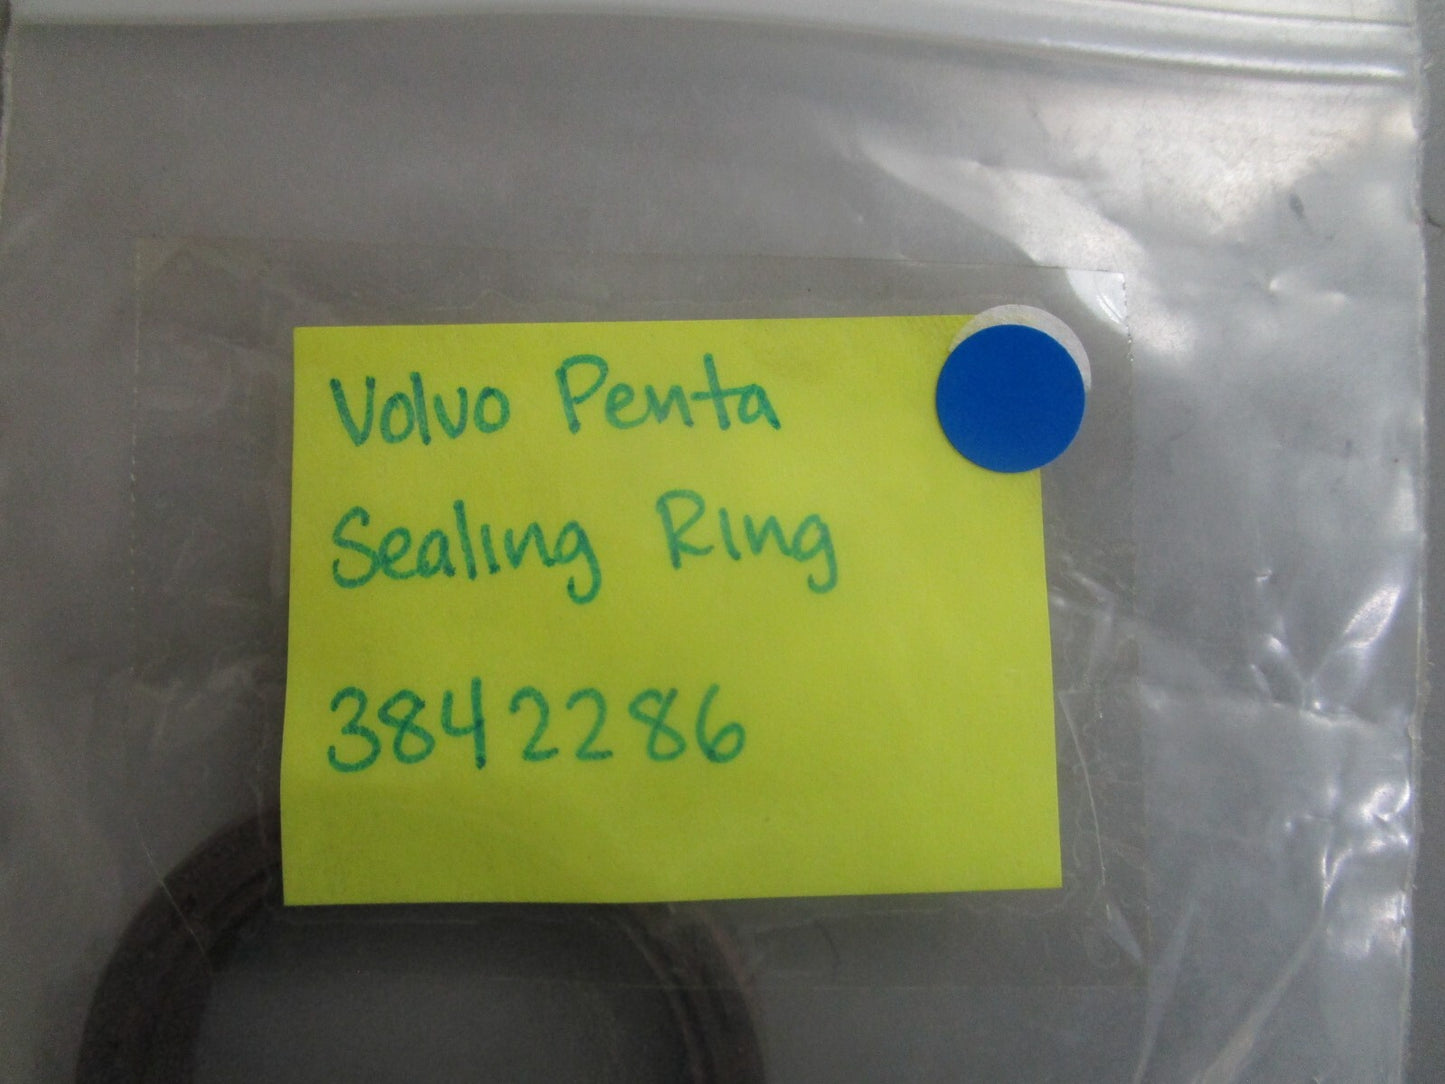 Volvo Penta
Sealing Ring
3842286